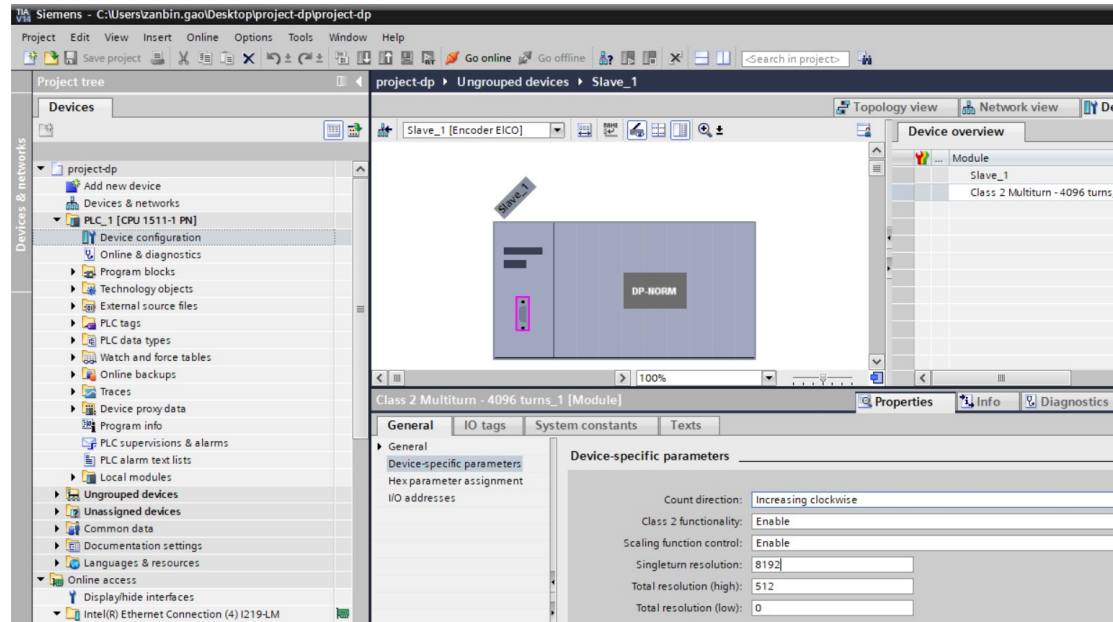 TIA V14
Siemens - C:\Users\zanbin.gao\Desktop\project-dp\project-dp
Project Edit View Insert Online Options Tools Window Help
Save project Go online Go offline <Search in project>
Project tree
project-dp Ungrouped devices Slave_1
Devices
Topology view Network view De
Slave_1 [Encoder EICO]
Device overview
Devices & networks
... Module
Slave_1
Class 2 Multiturn - 4096 turns
project-dp
Add new device
Devices & networks
PLC_1 [CPU 1511-1 PN]
Device configuration
Online & diagnostics
Program blocks
Technology objects
External source files
PLC tags
PLC data types
Watch and force tables
Online backups
Traces
Device proxy data
Program info
PLC supervisions & alarms
PLC alarm text lists
Local modules
Ungrouped devices
Unassigned devices
Common data
Documentation settings
Languages & resources
Online access
Display/hide interfaces
Intel(R) Ethernet Connection (4) I219-LM
Slave_1
DP-NORM
100%
Class 2 Multiturn - 4096 turns_1 [Module]
Properties Info Diagnostics
General IO tags System constants Texts
General
Device-specific parameters
Hex parameter assignment
I/O addresses
Device-specific parameters
Count direction: Increasing clockwise
Class 2 functionality: Enable
Scaling function control: Enable
Singleturn resolution: 8192
Total resolution (high): 512
Total resolution (low): 0